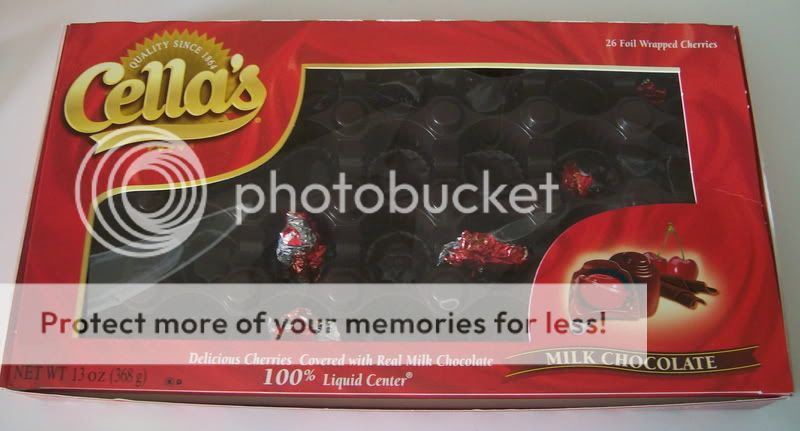 QUALITY SINCE 1864
Cella's®
26 Foil Wrapped Cherries
photobucket
Protect more of your memories for less!
Delicious Cherries Covered with Real Milk Chocolate
100% Liquid Center®
NET WT 13 oz (368 g)
MILK CHOCOLATE